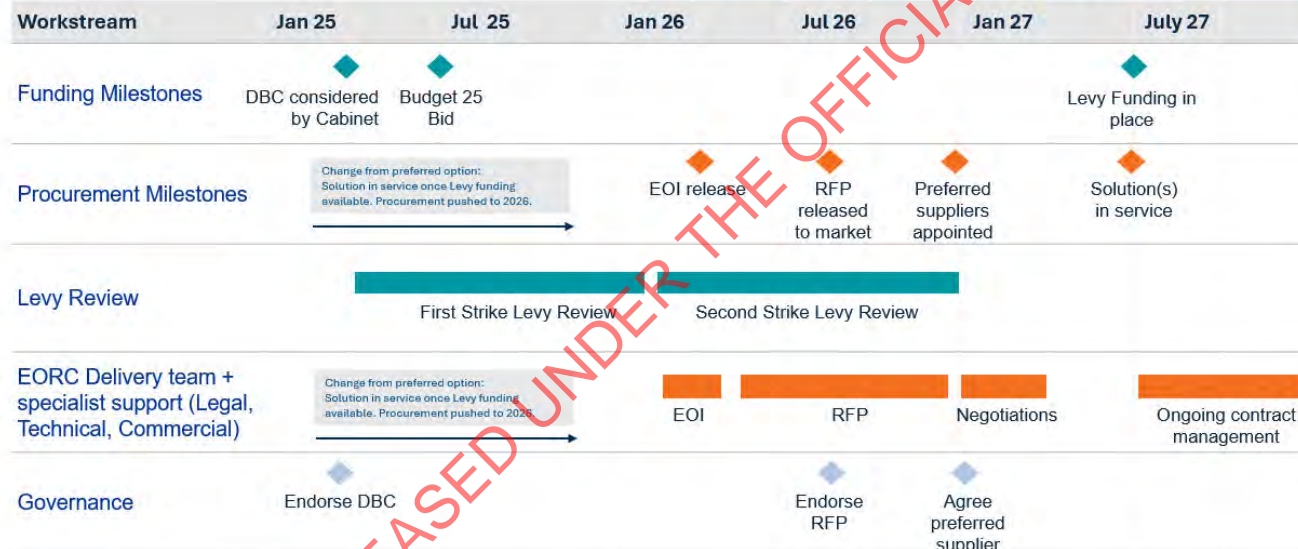 Workstream Jan 25 Jul 25 Jan 26 Jul 26 Jan 27 July 27
Funding Milestones
DBC considered
by Cabinet
Budget 25
Bid
Levy Funding in
place
Procurement Milestones
Change from preferred option:
Solution in service once Levy funding
available. Procurement pushed to 2026.
EOI release
RFP
released
to market
Preferred
suppliers
appointed
Solution(s)
in service
Levy Review
First Strike Levy Review
Second Strike Levy Review
EORC Delivery team +
specialist support (Legal,
Technical, Commercial)
Change from preferred option:
Solution in service once Levy funding
available. Procurement pushed to 2026.
EOI
RFP
Negotiations
Ongoing contract
management
Governance
Endorse DBC
Endorse
RFP
Agree
preferred
supplier
EASED UNDER THE OFFICIA